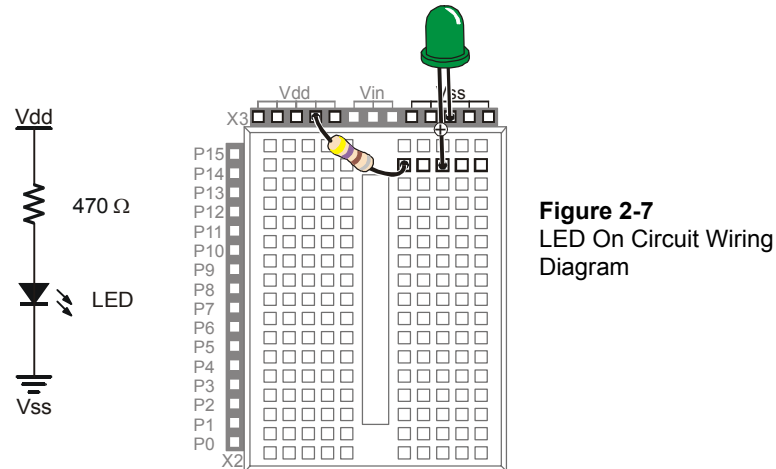 Vdd
470 Ω
LED
Vss
Vdd Vin Vss
X3
P15
P14
P13
P12
P11
P10
P9
P8
P7
P6
P5
P4
P3
P2
P1
P0
X2
+
Figure 2-7
LED On Circuit Wiring
Diagram